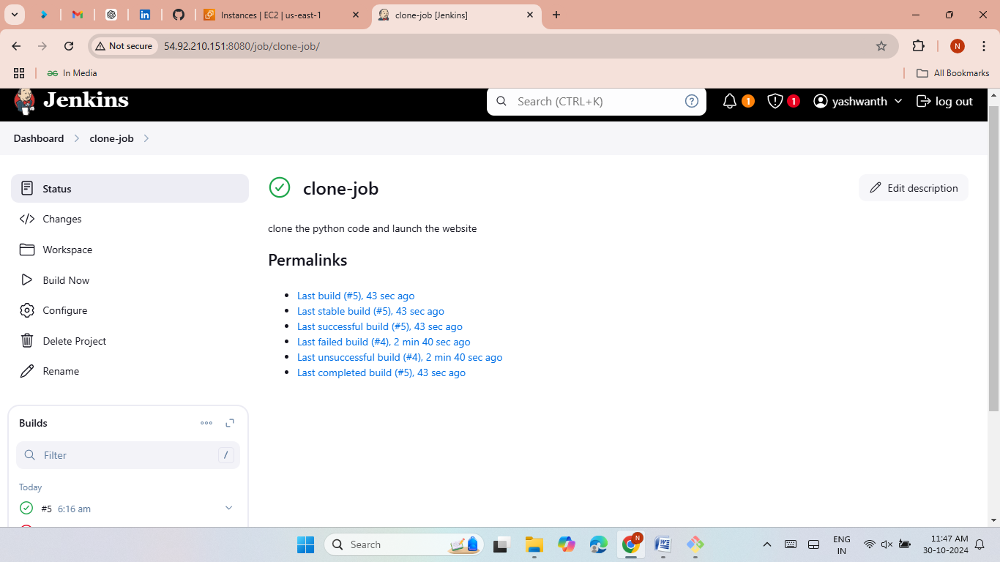 Instances | EC2 | us-east-1
clone-job [Jenkins]
Not secure
54.92.210.151:8080/job/clone-job/
N
In Media
All Bookmarks
Jenkins
Search (CTRL+K)
?
1
1
yashwanth
log out
Dashboard
clone-job
Status
Changes
Workspace
Build Now
Configure
Delete Project
Rename
clone-job
Edit description
clone the python code and launch the website
Permalinks
Last build (#5), 43 sec ago
Last stable build (#5), 43 sec ago
Last successful build (#5), 43 sec ago
Last failed build (#4), 2 min 40 sec ago
Last unsuccessful build (#4), 2 min 40 sec ago
Last completed build (#5), 43 sec ago
Builds
Filter
/
Today
#5 6:16 am
Search
N
ENG
IN
11:47 AM
30-10-2024